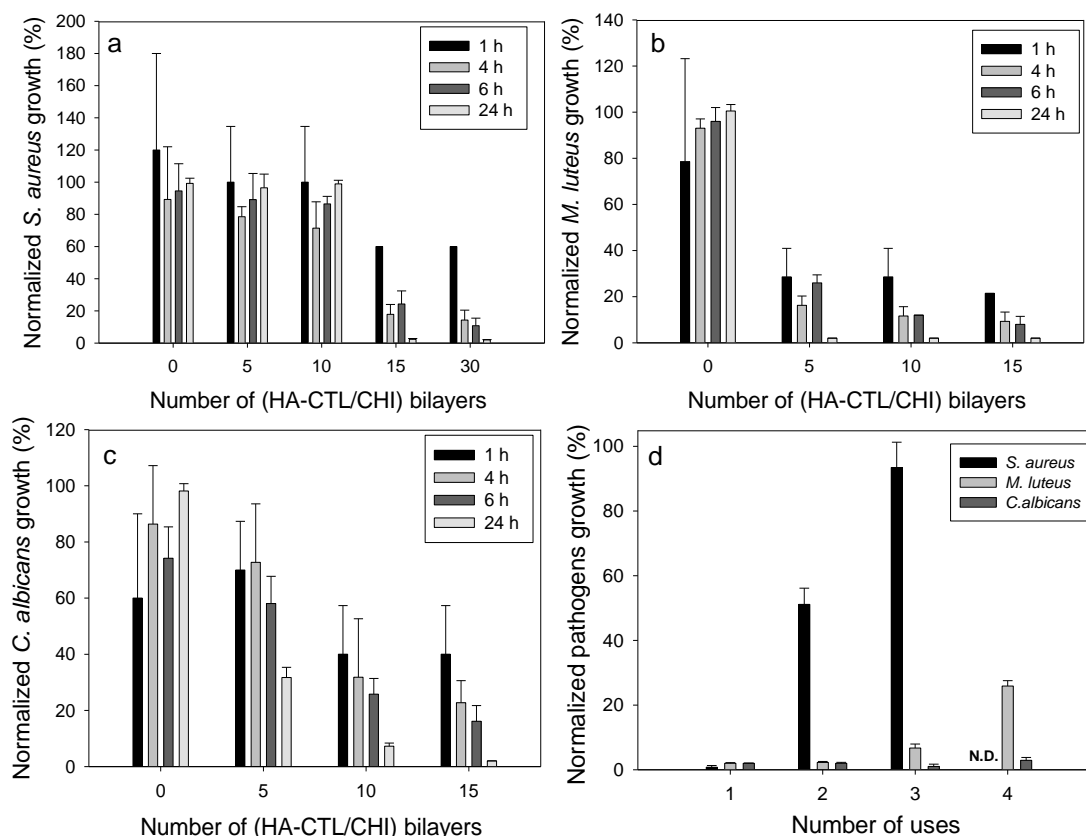 a
Normalized S. aureus growth (%)
200
180
160
140
120
100
80
60
40
20
0
1 h
4 h
6 h
24 h
0 5 10 15 30
Number of (HA-CTL/CHI) bilayers
b
Normalized M. luteus growth (%)
140
120
100
80
60
40
20
0
1 h
4 h
6 h
24 h
0 5 10 15
Number of (HA-CTL/CHI) bilayers
c
Normalized C. albicans growth (%)
120
100
80
60
40
20
0
1 h
4 h
6 h
24 h
0 5 10 15
Number of (HA-CTL/CHI) bilayers
d
Normalized pathogens growth (%)
100
80
60
40
20
0
S. aureus
M. luteus
C.albicans
N.D.
1 2 3 4
Number of uses